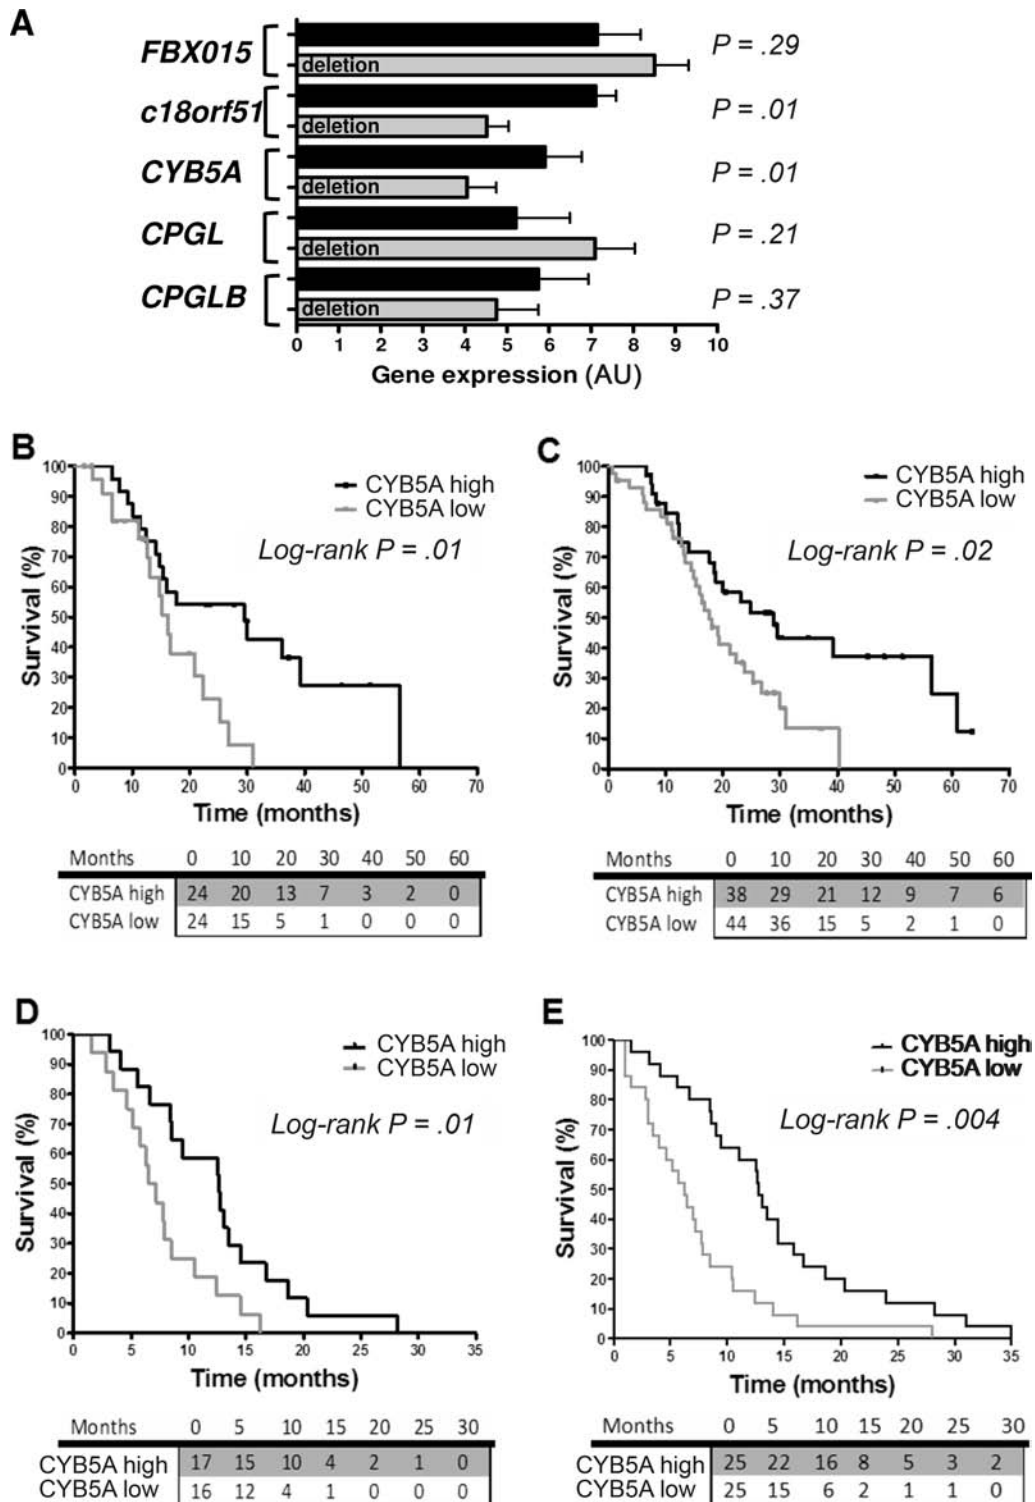 A
FBX015
deletion
P = .29
c18orf51
deletion
P = .01
CYB5A
deletion
P = .01
CPGL
deletion
P = .21
CPGLB
deletion
P = .37
0 1 2 3 4 5 6 7 8 9 10
Gene expression (AU)
B
CYB5A high
CYB5A low
Log-rank P = .01
Survival (%)
100
90
80
70
60
50
40
30
20
10
0
0 10 20 30 40 50 60 70
Time (months)
Months 0 10 20 30 40 50 60
CYB5A high 24 20 13 7 3 2 0
CYB5A low 24 15 5 1 0 0 0
C
CYB5A high
CYB5A low
Log-rank P = .02
Survival (%)
100
90
80
70
60
50
40
30
20
10
0
0 10 20 30 40 50 60 70
Time (months)
Months 0 10 20 30 40 50 60
CYB5A high 38 29 21 12 9 7 6
CYB5A low 44 36 15 5 2 1 0
D
CYB5A high
CYB5A low
Log-rank P = .01
Survival (%)
100
90
80
70
60
50
40
30
20
10
0
0 5 10 15 20 25 30 35
Time (months)
Months 0 5 10 15 20 25 30
CYB5A high 17 15 10 4 2 1 0
CYB5A low 16 12 4 1 0 0 0
E
CYB5A high
CYB5A low
Log-rank P = .004
Survival (%)
100
90
80
70
60
50
40
30
20
10
0
0 5 10 15 20 25 30 35
Time (months)
Months 0 5 10 15 20 25 30
CYB5A high 25 22 16 8 5 3 2
CYB5A low 25 15 6 2 1 1 0